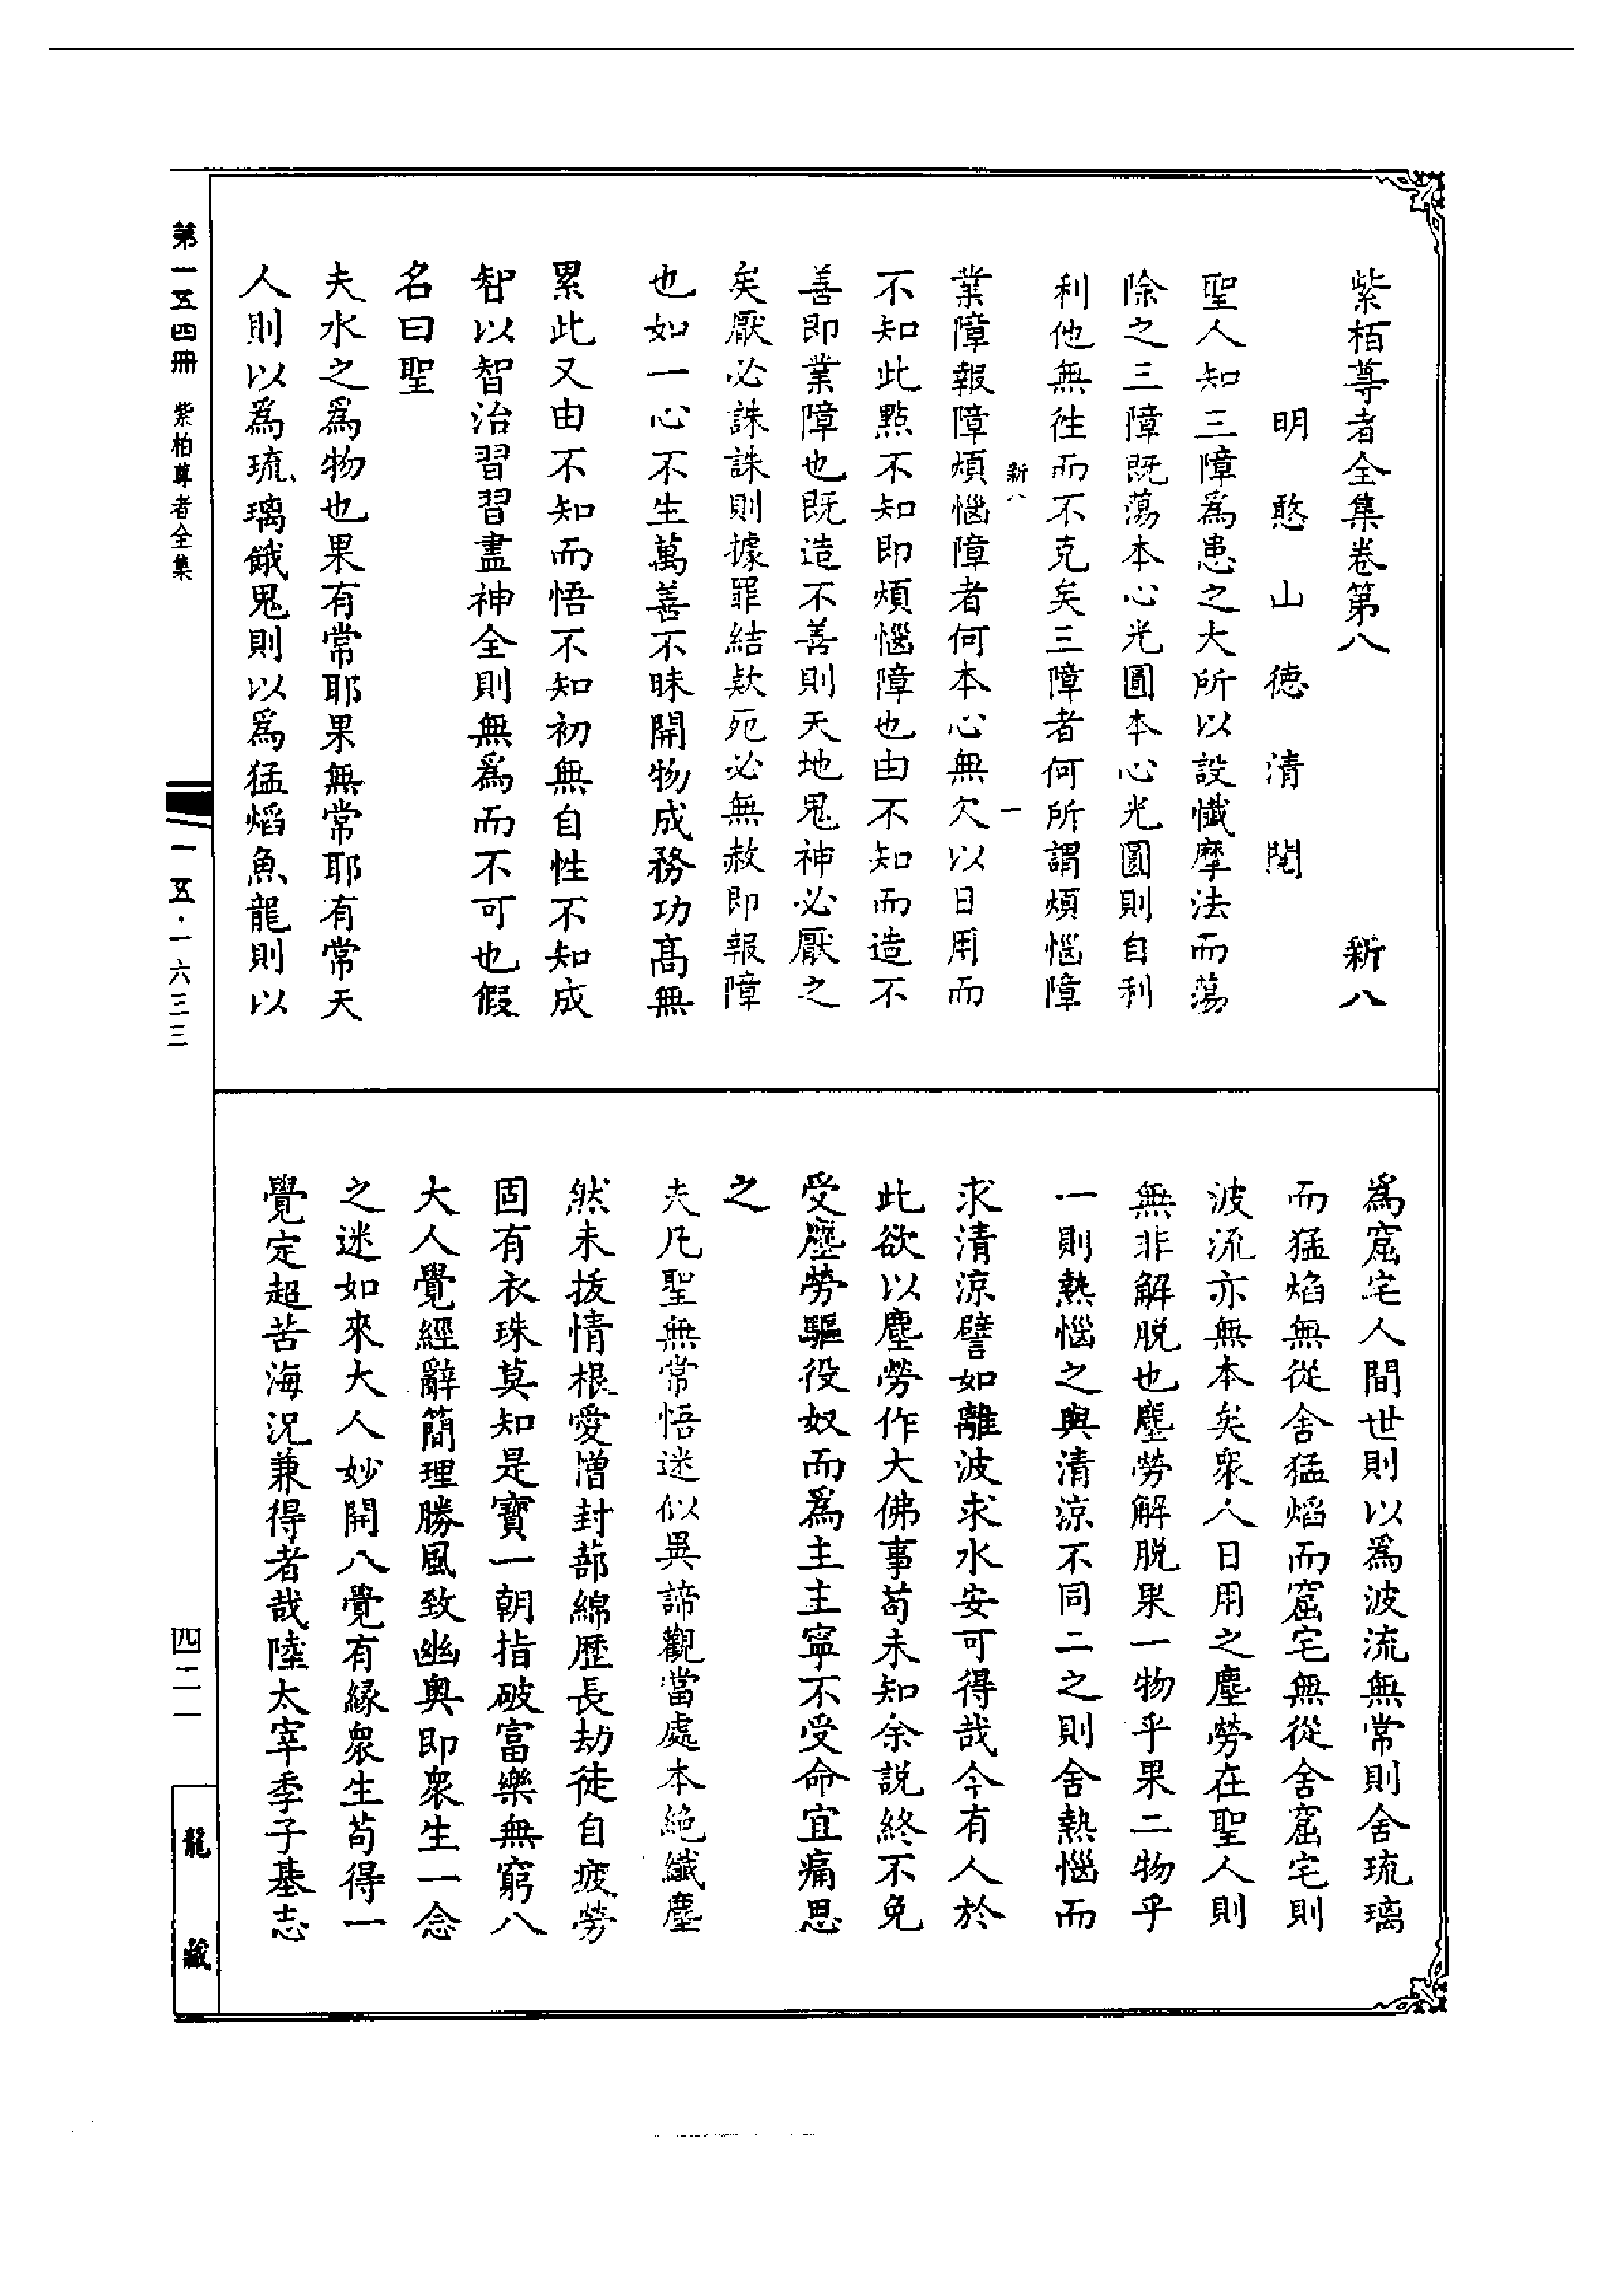 紫栢尊者全集卷第八　新八
明憨山德清閱
聖人知三障爲患之大所以設懺摩法而蕩
除之三障既蕩本心光圓本心光圓則自利
利他無徃而不克矣三障者何所謂煩惱障
新八　一
業障報障煩惱障者何本心無欠以日用而
不知此點不知即煩惱障也由不知而造不
善即業障也既造不善則天地鬼神必厭之
矣厭必誅誅則據罪結欵死必無赦即報障
也如一心不生萬善不昧開物成務功髙無
累此又由不知而悟不知初無自性不知成
智以智治習習盡神全則無爲而不可也假
名曰聖
夫水之爲物也果有常耶果無常耶有常天
人則以爲琉璃餓鬼則以爲猛熖魚龍則以
爲窟宅人間世則以爲波流無常則舍琉璃
而猛焰無從舍猛熖而窟宅無從舍窟宅則
波流亦無本矣衆人日用之塵勞在聖人則
無非解脱也塵勞解脱果一物乎果二物乎
一則熱惱之與清涼不同二之則舍熱惱而
求清涼譬如離波求水安可得哉今有人於
此欲以塵勞作大佛事苟未知余説終不免
受塵勞驅役奴而爲主主寧不受命宜痛思
之
夫凡聖無常悟迷似異諦觀當處本絶纖塵
然未拔情根愛憎封蔀綿歷長劫徒自疲勞
固有衣珠莫知是寶一朝指破富樂無窮八
大人覺經辭簡理勝風致幽奥即衆生一念
之迷如來大人妙開八覺有緣衆生苟得一
覺定超苦海況兼得者哉陸太宰季子基志
第一五四冊　紫柏尊者全集
一五·一六三三
四二一
龍藏